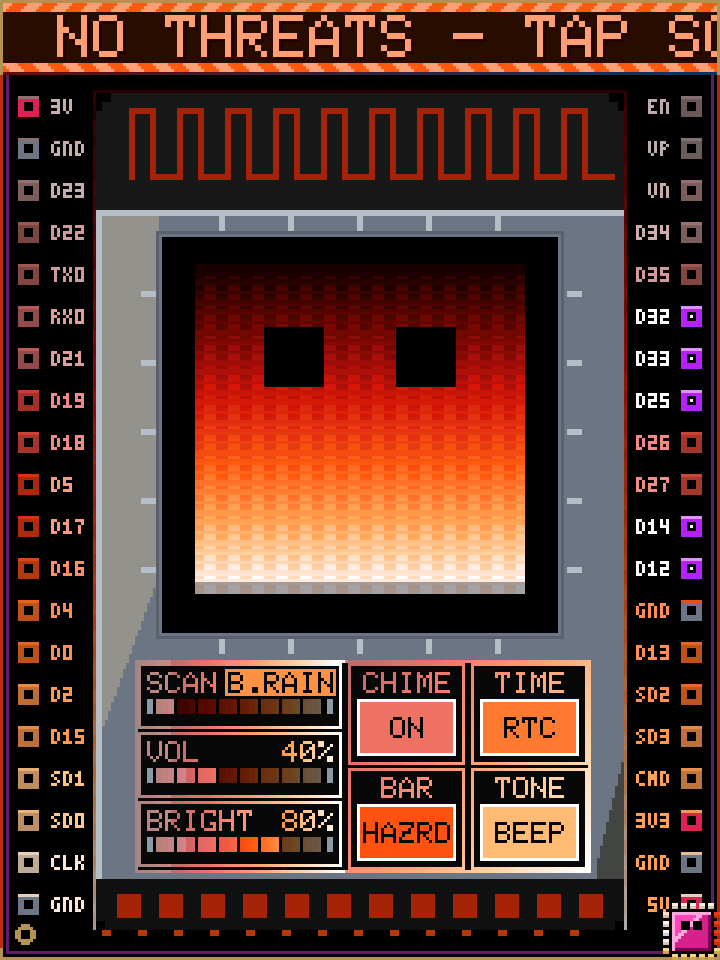 NO THREATS - TAP
3V
GND
D23
D22
TX0
RX0
D21
D19
D18
D5
D17
D16
D4
D0
D2
D15
SD1
SD0
CLK
GND
EN
VP
VN
D34
D35
D32
D33
D25
D26
D27
D14
D12
GND
D13
SD2
SD3
CMD
3V3
GND
5V
SCAN B.RAIN
VOL 40%
BRIGHT 80%
CHIME
ON
TIME
RTC
BAR
HAZRD
TONE
BEEP